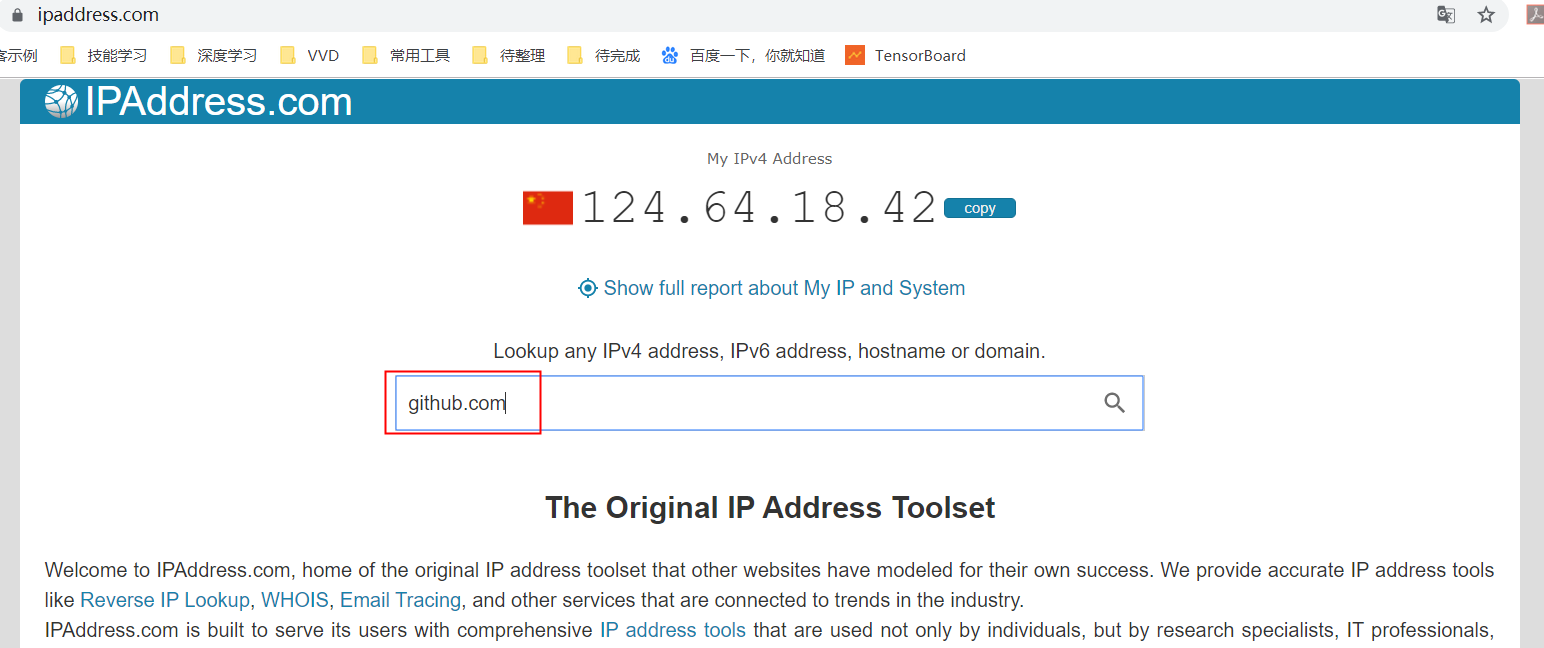 ipaddress.com
客示例 技能学习 深度学习 VVD 常用工具 待整理 待完成 百度一下，你就知道 TensorBoard
IPAddress.com
My IPv4 Address
124.64.18.42 copy
Show full report about My IP and System
Lookup any IPv4 address, IPv6 address, hostname or domain.
github.com
The Original IP Address Toolset
Welcome to IPAddress.com, home of the original IP address toolset that other websites have modeled for their own success. We provide accurate IP address tools
like Reverse IP Lookup, WHOIS, Email Tracing, and other services that are connected to trends in the industry.
IPAddress.com is built to serve its users with comprehensive IP address tools that are used not only by individuals, but by research specialists, IT professionals,